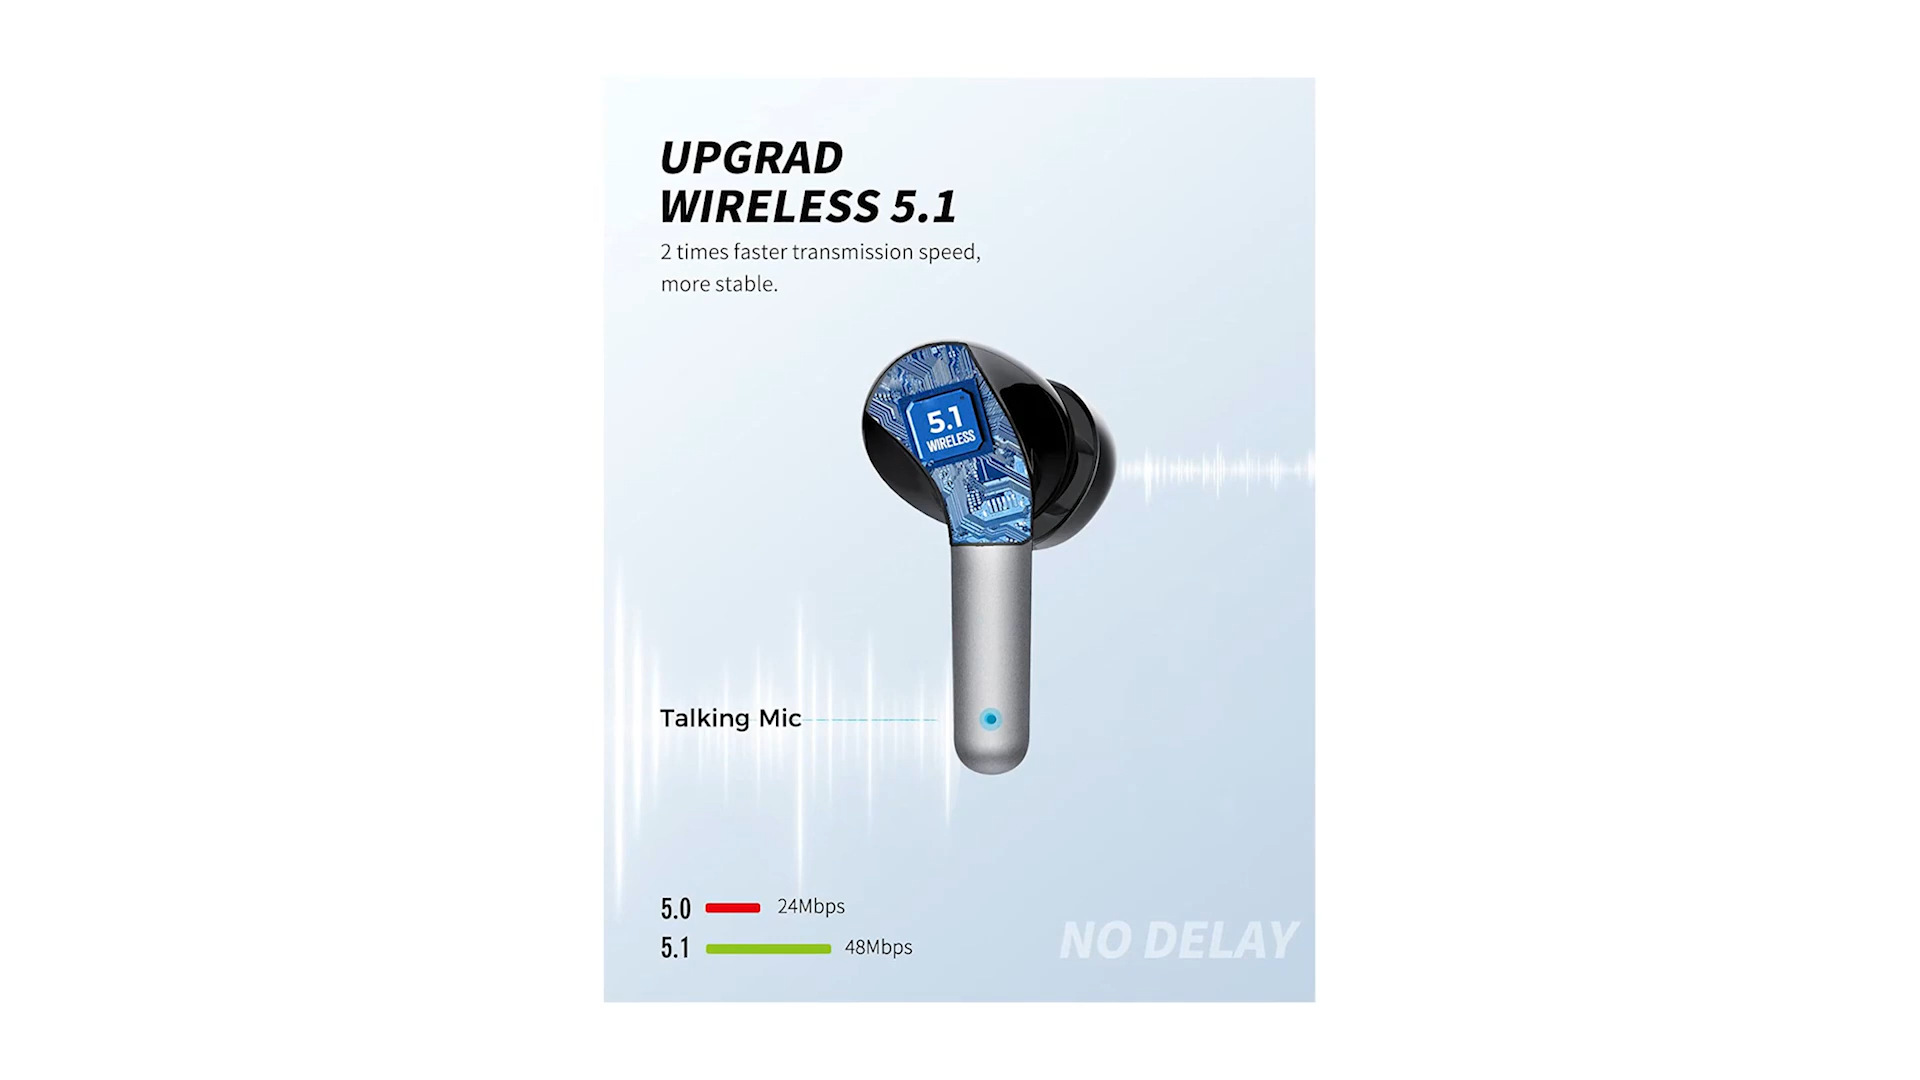 UPGRAD
WIRELESS 5.1
2 times faster transmission speed,
more stable.
5.1
WIRELESS
Talking Mic
5.0 24Mbps
5.1 48Mbps
NO DELAY